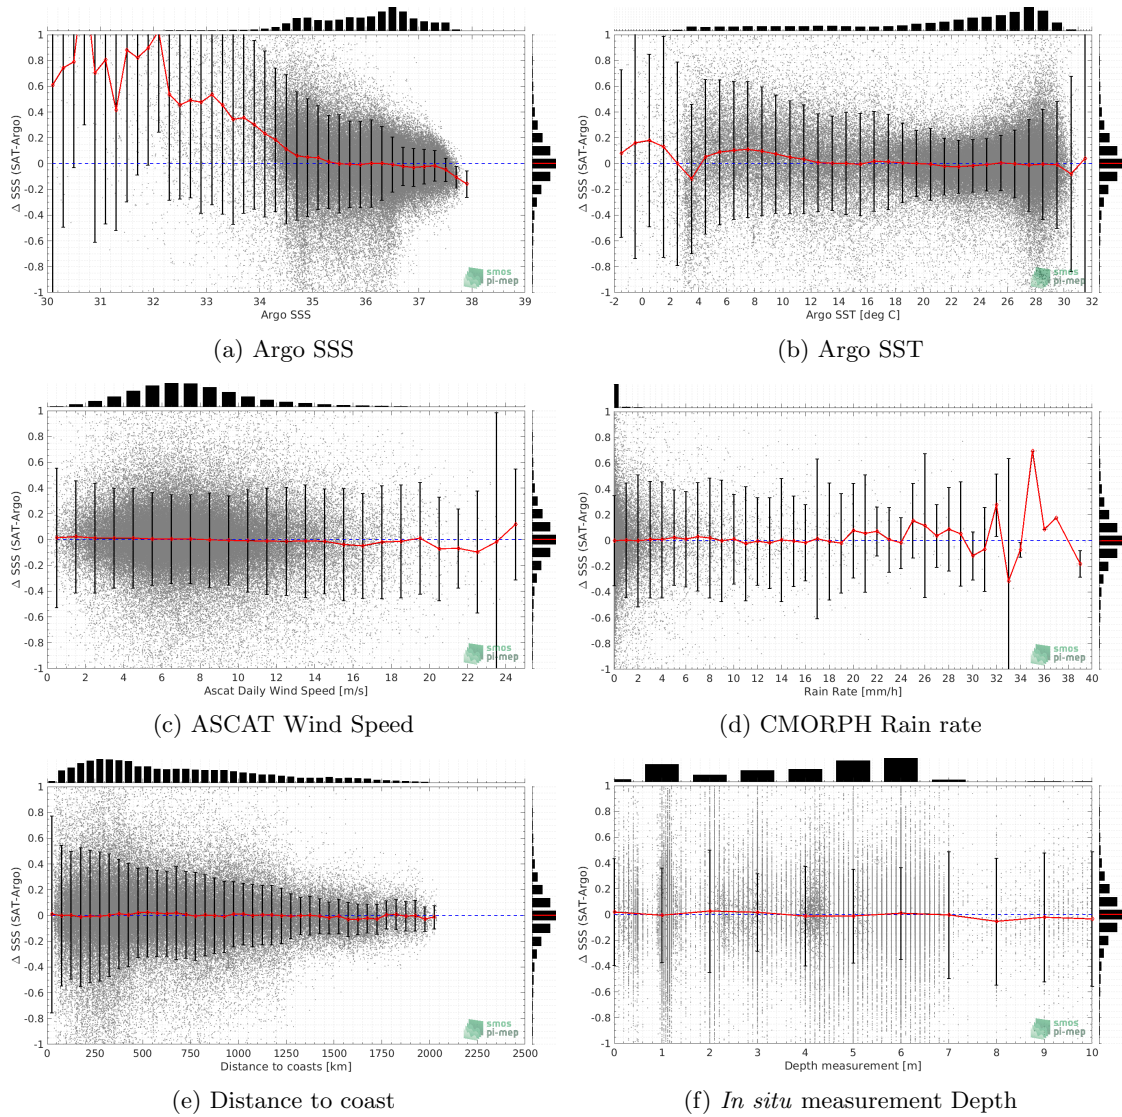 1
0.8
0.6
0.4
0.2
0
-0.2
-0.4
-0.6
-0.8
-1
Δ SSS (SAT-Argo)
30 31 32 33 34 35 36 37 38 39
Argo SSS
smos
pi-mep
(a) Argo SSS
1
0.8
0.6
0.4
0.2
0
-0.2
-0.4
-0.6
-0.8
-1
Δ SSS (SAT-Argo)
-2 0 2 4 6 8 10 12 14 16 18 20 22 24 26 28 30 32
Argo SST [deg C]
smos
pi-mep
(b) Argo SST
1
0.8
0.6
0.4
0.2
0
-0.2
-0.4
-0.6
-0.8
-1
Δ SSS (SAT-Argo)
0 2 4 6 8 10 12 14 16 18 20 22 24
Ascat Daily Wind Speed [m/s]
smos
pi-mep
(c) ASCAT Wind Speed
1
0.8
0.6
0.4
0.2
0
-0.2
-0.4
-0.6
-0.8
-1
Δ SSS (SAT-Argo)
0 2 4 6 8 10 12 14 16 18 20 22 24 26 28 30 32 34 36 38 40
Rain Rate [mm/h]
smos
pi-mep
(d) CMORPH Rain rate
1
0.8
0.6
0.4
0.2
0
-0.2
-0.4
-0.6
-0.8
-1
Δ SSS (SAT-Argo)
0 250 500 750 1000 1250 1500 1750 2000 2250 2500
Distance to coasts [km]
smos
pi-mep
(e) Distance to coast
1
0.8
0.6
0.4
0.2
0
-0.2
-0.4
-0.6
-0.8
-1
Δ SSS (SAT-Argo)
0 1 2 3 4 5 6 7 8 9 10
Depth measurement [m]
smos
pi-mep
(f) In situ measurement Depth